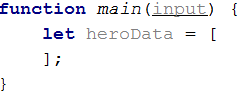 function main(input) {
    let heroData = [
    ];
}